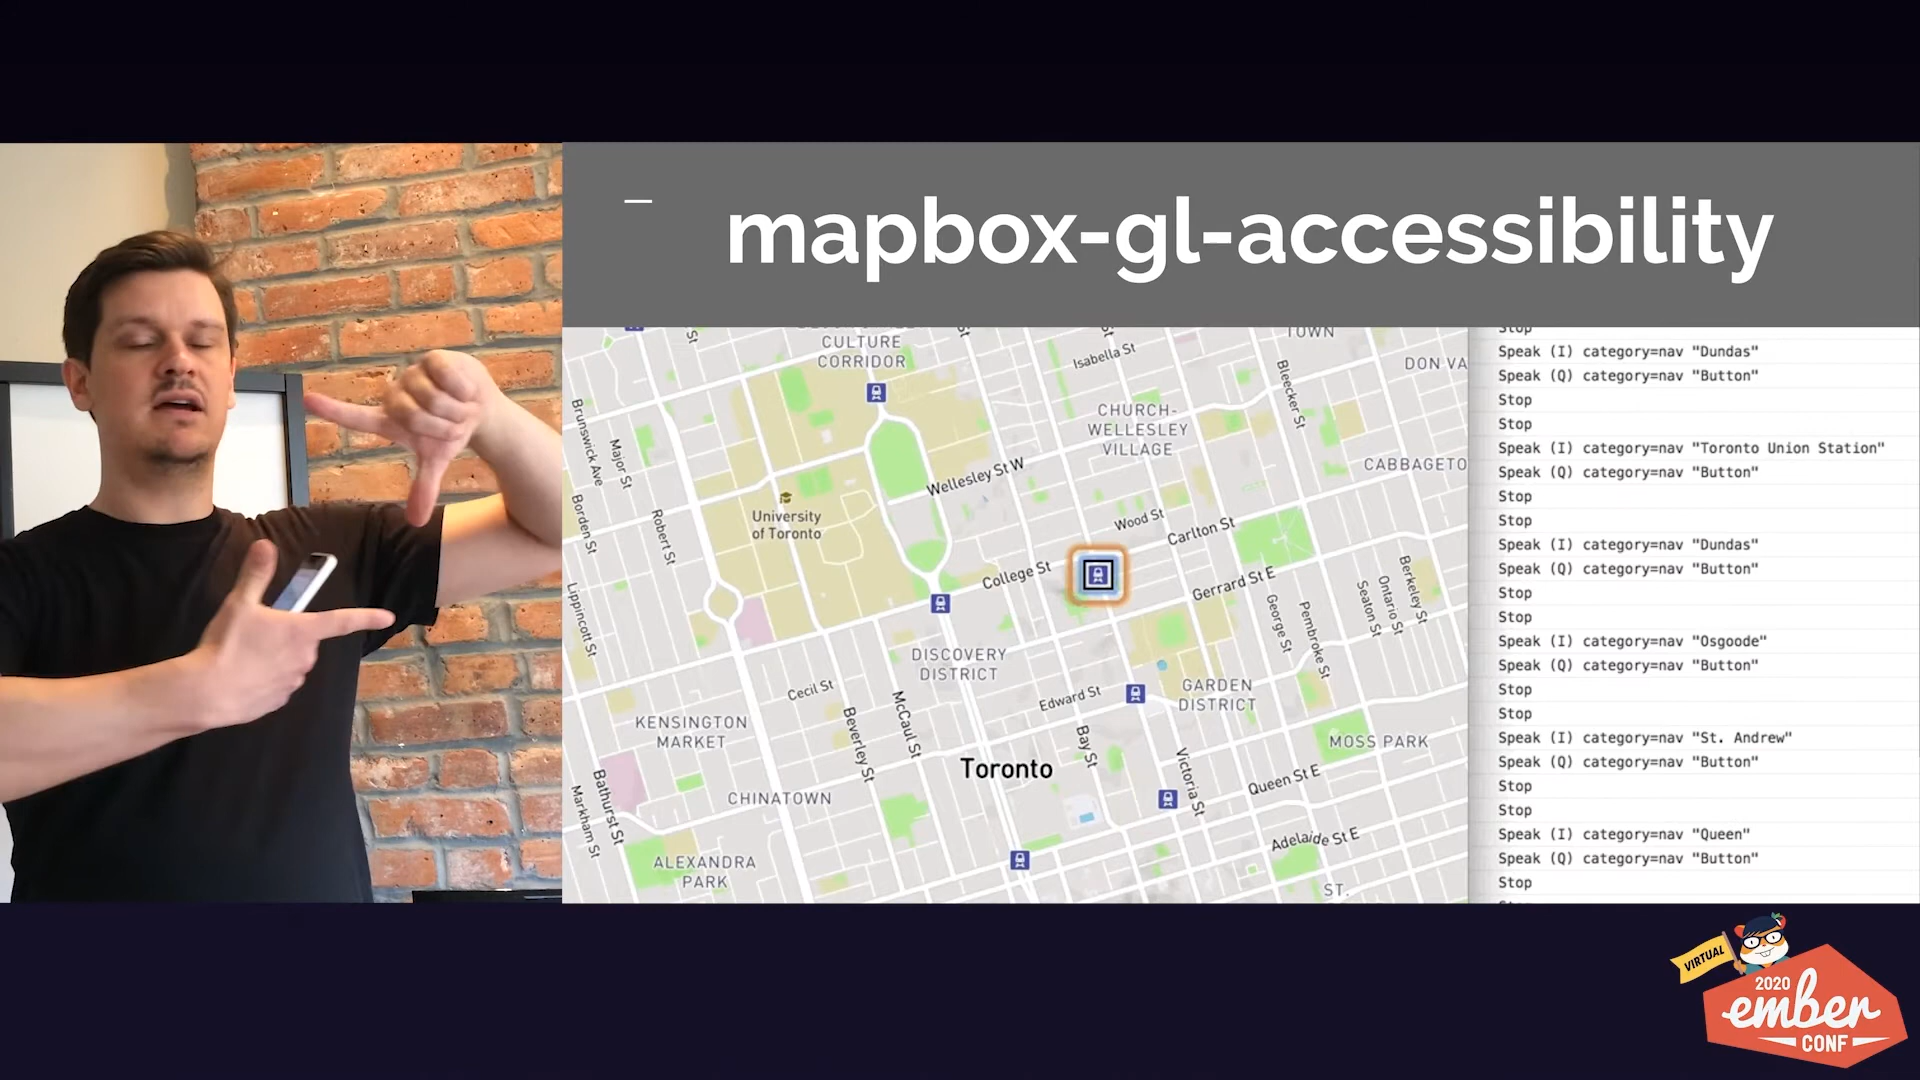 mapbox-gl-accessibility
CULTURE
CORRIDOR
TOWN
Isabella St
DON VA
Bleecker St
CHURCH-
WELLESLEY
VILLAGE
CABBAGETO
Brunswick Ave
Major St
Wellesley St W
University
of Toronto
Borden St
Robert St
Wood St
Carlton St
College St
Gerrard St E
Berkeley St
Ontario St
Seaton St
George St
Pembroke St
Lippincott St
DISCOVERY
DISTRICT
Cecil St
Edward St
GARDEN
DISTRICT
KENSINGTON
MARKET
Beverley St
McCaul St
Bay St
Victoria St
MOSS PARK
Toronto
Queen St E
CHINATOWN
Bathurst St
Markham St
Adelaide St E
ALEXANDRA
PARK
ST.
Stop
Speak (I) category=nav "Dundas"
Speak (Q) category=nav "Button"
Stop
Stop
Speak (I) category=nav "Toronto Union Station"
Speak (Q) category=nav "Button"
Stop
Stop
Speak (I) category=nav "Dundas"
Speak (Q) category=nav "Button"
Stop
Stop
Speak (I) category=nav "Osgoode"
Speak (Q) category=nav "Button"
Stop
Stop
Speak (I) category=nav "St. Andrew"
Speak (Q) category=nav "Button"
Stop
Stop
Speak (I) category=nav "Queen"
Speak (Q) category=nav "Button"
Stop
VIRTUAL
2020
ember
CONF